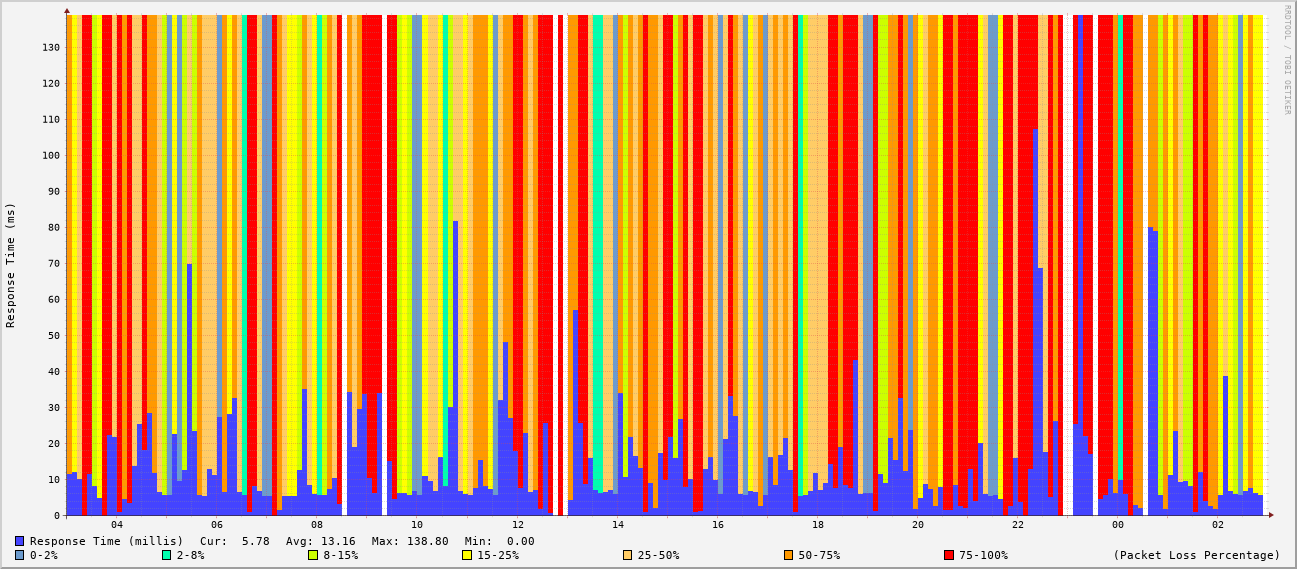 RRDTOOL / TOBI OETIKER
Response Time (ms)
130
120
110
100
90
80
70
60
50
40
30
20
10
0
04 06 08 10 12 14 16 18 20 22 00 02
Response Time (millis) Cur: 5.78 Avg: 13.16 Max: 138.80 Min: 0.00
0-2% 2-8% 8-15% 15-25% 25-50% 50-75% 75-100% (Packet Loss Percentage)